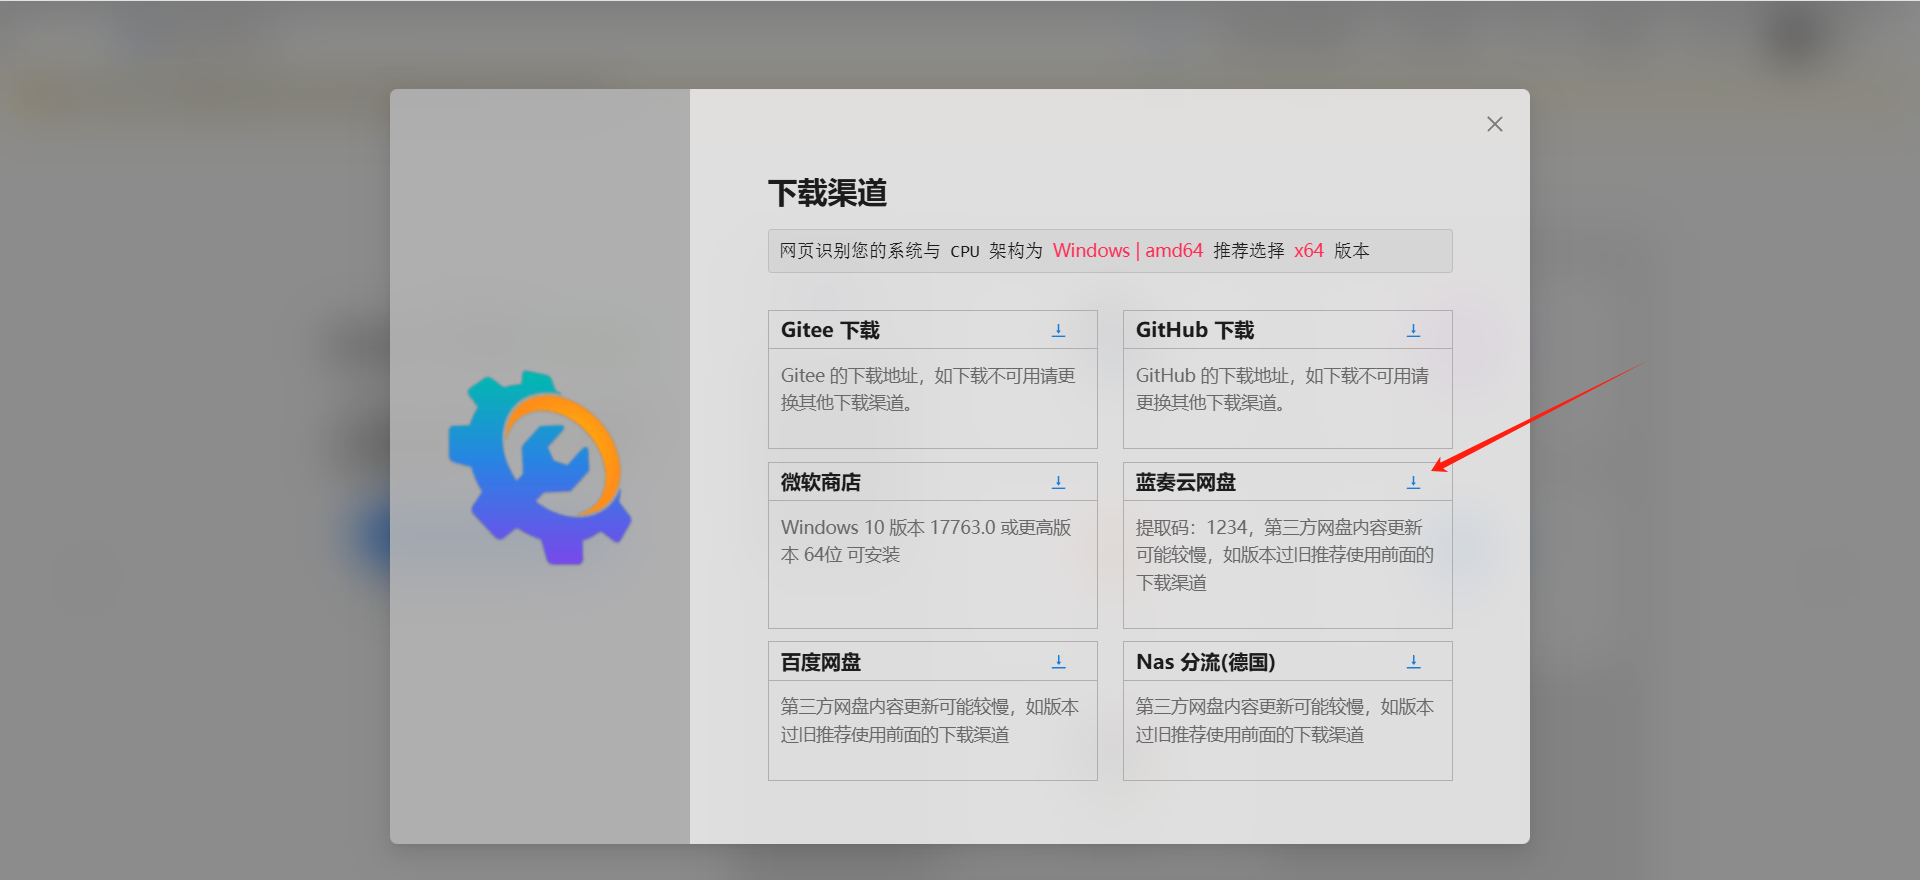 下载渠道
网页识别您的系统与 CPU 架构为 Windows | amd64 推荐选择 x64 版本
Gitee 下载
Gitee 的下载地址，如下载不可用请更
换其他下载渠道。
GitHub 下载
GitHub 的下载地址，如下载不可用请
更换其他下载渠道。
微软商店
Windows 10 版本 17763.0 或更高版
本 64位 可安装
蓝奏云网盘
提取码：1234，第三方网盘内容更新
可能较慢，如版本过旧推荐使用前面的
下载渠道
百度网盘
第三方网盘内容更新可能较慢，如版本
过旧推荐使用前面的下载渠道
Nas 分流(德国)
第三方网盘内容更新可能较慢，如版本
过旧推荐使用前面的下载渠道